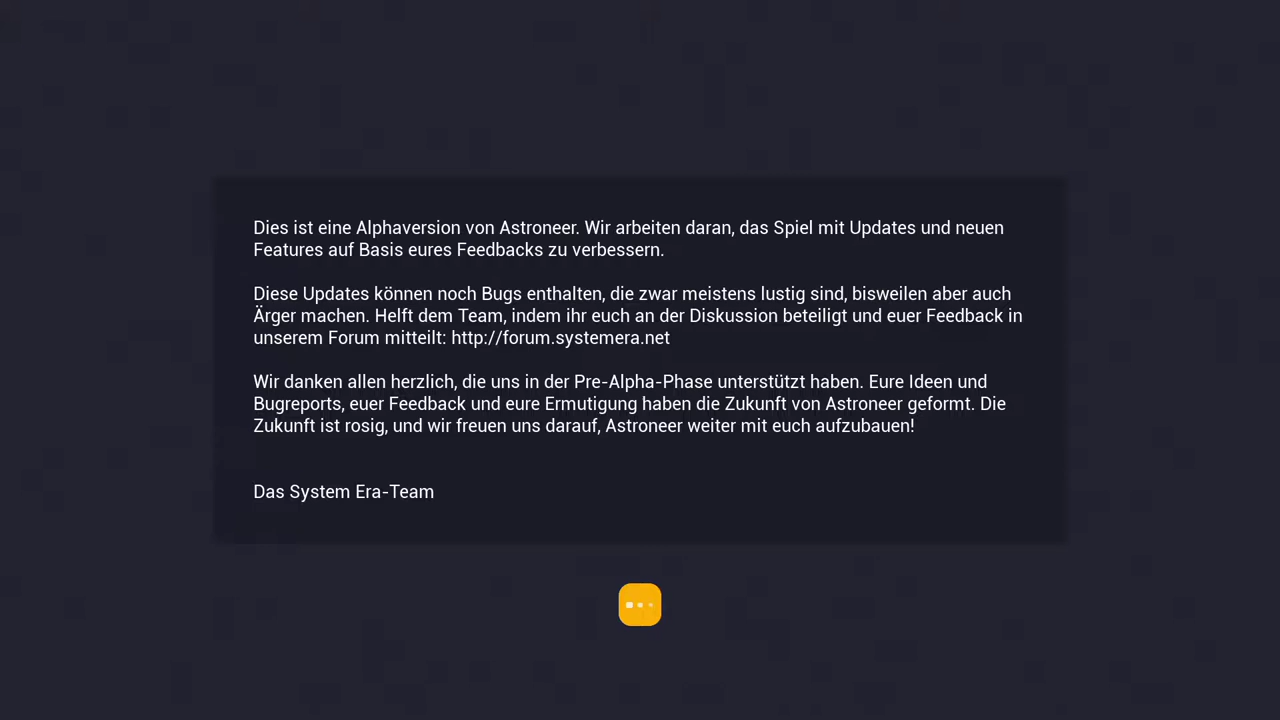 Dies ist eine Alphaversion von Astroneer. Wir arbeiten daran, das Spiel mit Updates und neuen
Features auf Basis eures Feedbacks zu verbessern.
Diese Updates können noch Bugs enthalten, die zwar meistens lustig sind, bisweilen aber auch
Ärger machen. Helft dem Team, indem ihr euch an der Diskussion beteiligt und euer Feedback in
unserem Forum mitteilt: http://forum.systemera.net
Wir danken allen herzlich, die uns in der Pre-Alpha-Phase unterstützt haben. Eure Ideen und
Bugreports, euer Feedback und eure Ermutigung haben die Zukunft von Astroneer geformt. Die
Zukunft ist rosig, und wir freuen uns darauf, Astroneer weiter mit euch aufzubauen!
Das System Era-Team